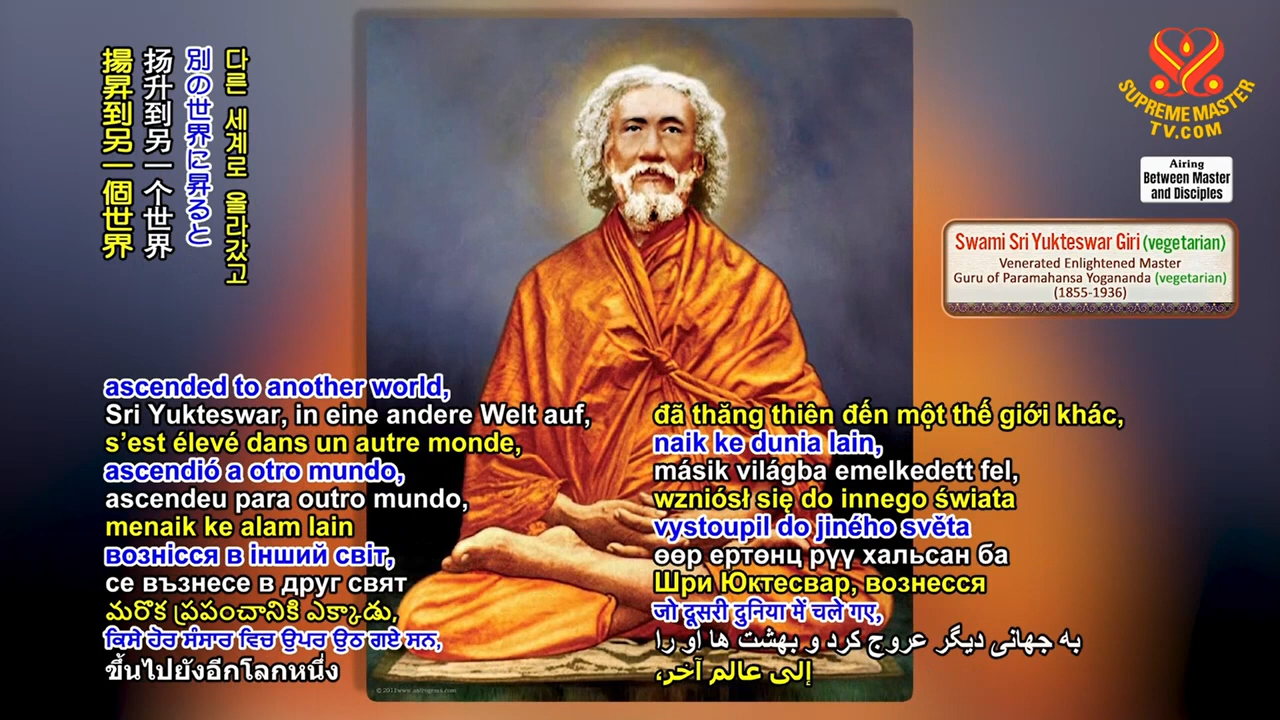 다른 세계로 올라갔고
別の世界に昇ると
扬升到另一个世界
揚昇到另一個世界
SUPREME MASTER
TV.COM
Airing
Between Master
and Disciples
Swami Sri Yukteswar Giri (vegetarian)
Venerated Enlightened Master
Guru of Paramahansa Yogananda (vegetarian)
(1855-1936)
ascended to another world,
Sri Yukteswar, in eine andere Welt auf,
s’est élevé dans un autre monde,
ascendió a otro mundo,
ascendeu para outro mundo,
menaik ke alam lain
вознісся в інший світ,
се възнесе в друг свят
మరొక ప్రపంచానికి ఎక్కాడు,
ਕਿਸੇ ਹੋਰ ਸੰਸਾਰ ਵਿਚ ਉਪਰ ਉਠ ਗਏ ਸਨ,
ขึ้นไปยังอีกโลกหนึ่ง
đã thăng thiên đến một thế giới khác,
naik ke dunia lain,
másik világba emelkedett fel,
wzniósł się do innego świata
vystoupil do jiného světa
өөр ертөнц рүү хальсан ба
Шри Юктесвар, вознесся
जो दूसरी दुनिया में चले गए,
به جهانی دیگر عروج کرد و بهشت ها او را
إلى عالم آخر،